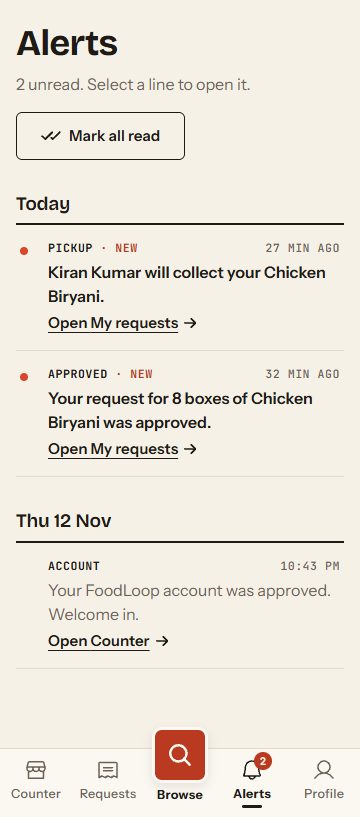 Alerts
2 unread. Select a line to open it.
Mark all read
Today
PICKUP · NEW 27 MIN AGO
Kiran Kumar will collect your Chicken
Biryani.
Open My requests →
APPROVED · NEW 32 MIN AGO
Your request for 8 boxes of Chicken
Biryani was approved.
Open My requests →
Thu 12 Nov
ACCOUNT 10:43 PM
Your FoodLoop account was approved.
Welcome in.
Open Counter →
2
Counter Requests Browse Alerts Profile